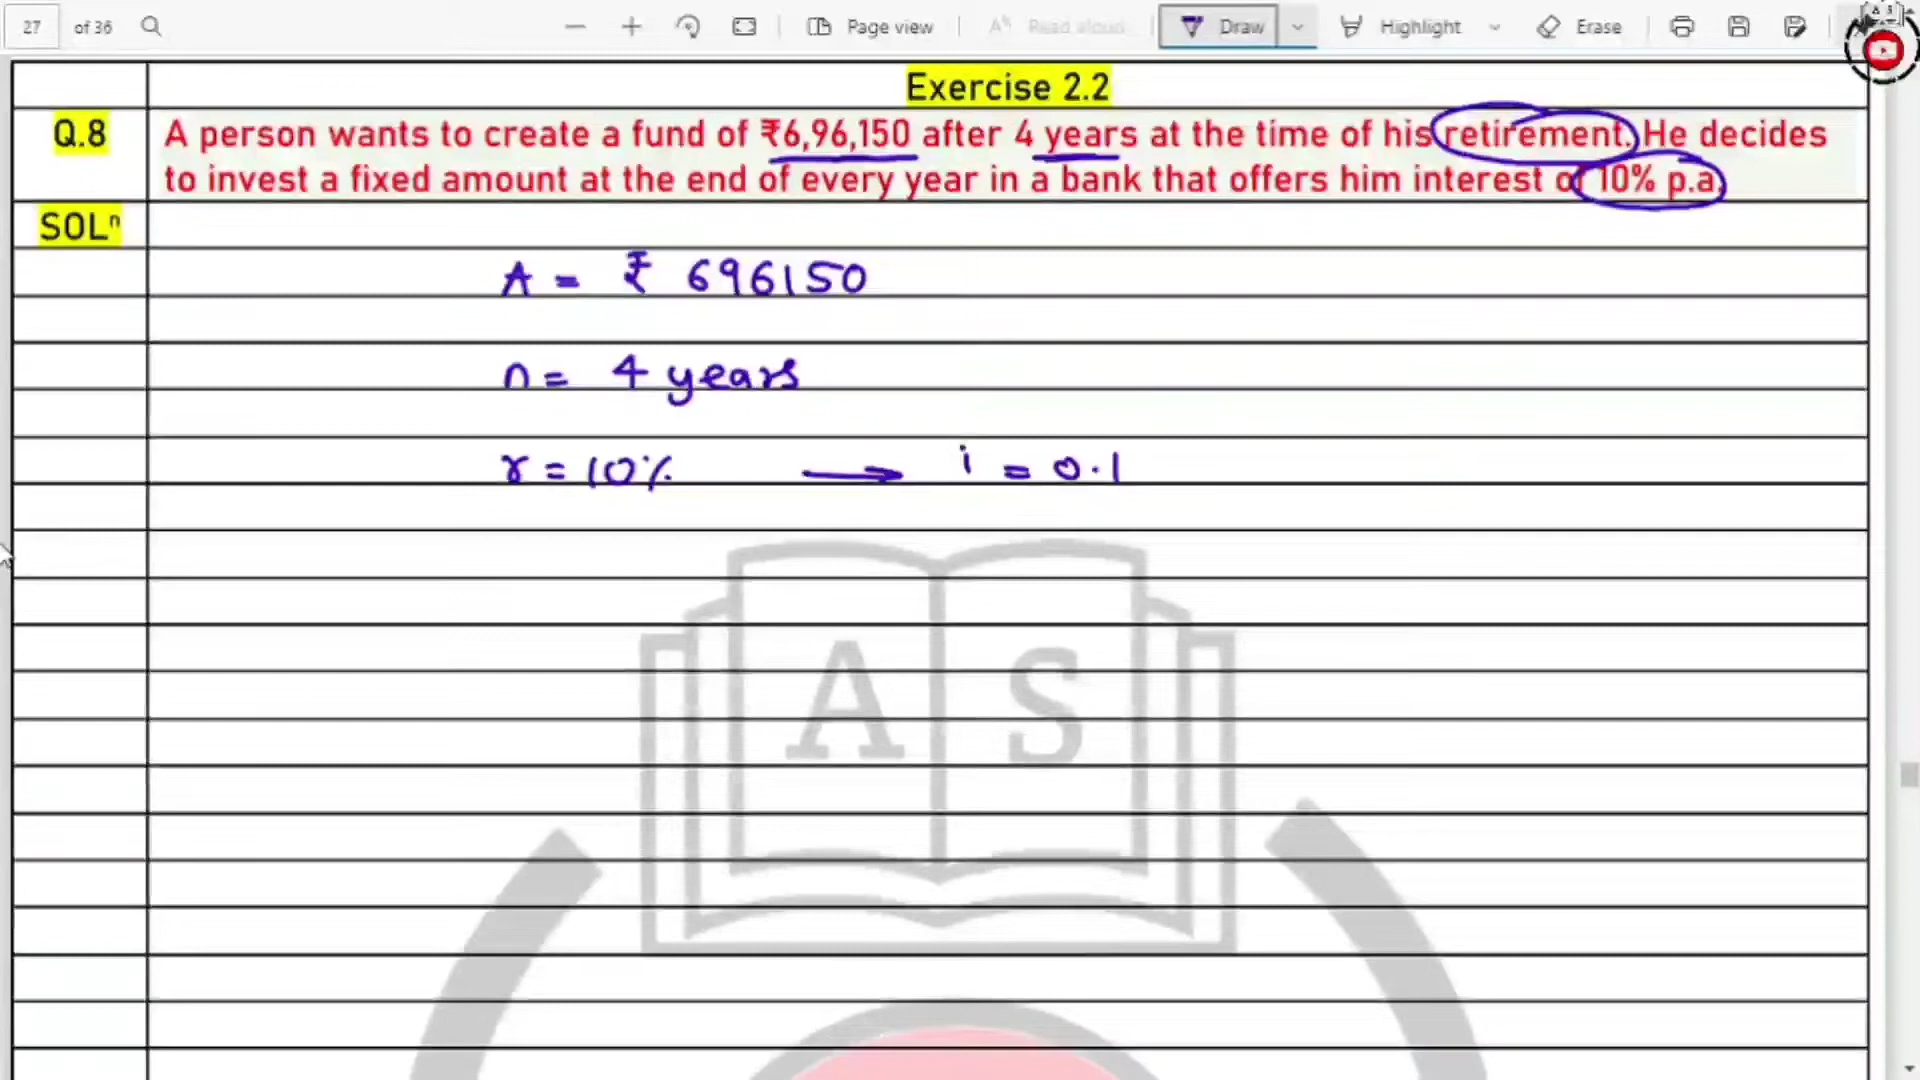 27 of 36 Page view Read aloud Draw Highlight Erase
Exercise 2.2
Q.8 A person wants to create a fund of ₹6,96,150 after 4 years at the time of his retirement. He decides
to invest a fixed amount at the end of every year in a bank that offers him interest of 10% p.a.
SOLⁿ
A = ₹ 696150
n = 4 years
r = 10% → i = 0.1
A S